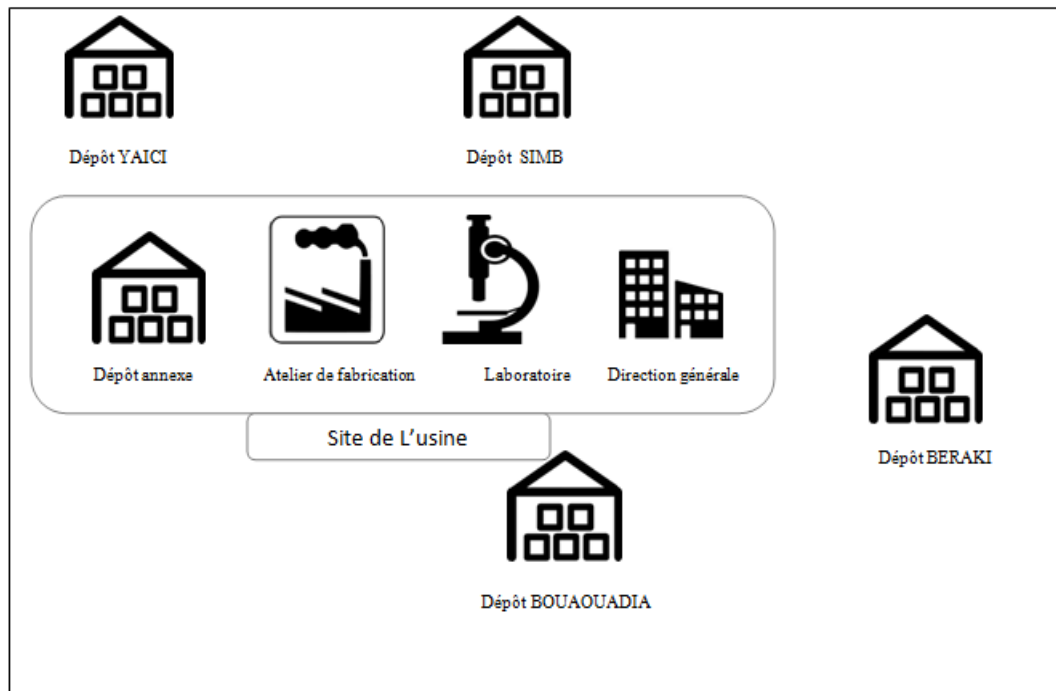 Dépôt YAICI
Dépôt SIMB
Dépôt annexe
Atelier de fabrication
Laboratoire
Direction générale
Site de L'usine
Dépôt BERAKI
Dépôt BOUAOUADIA